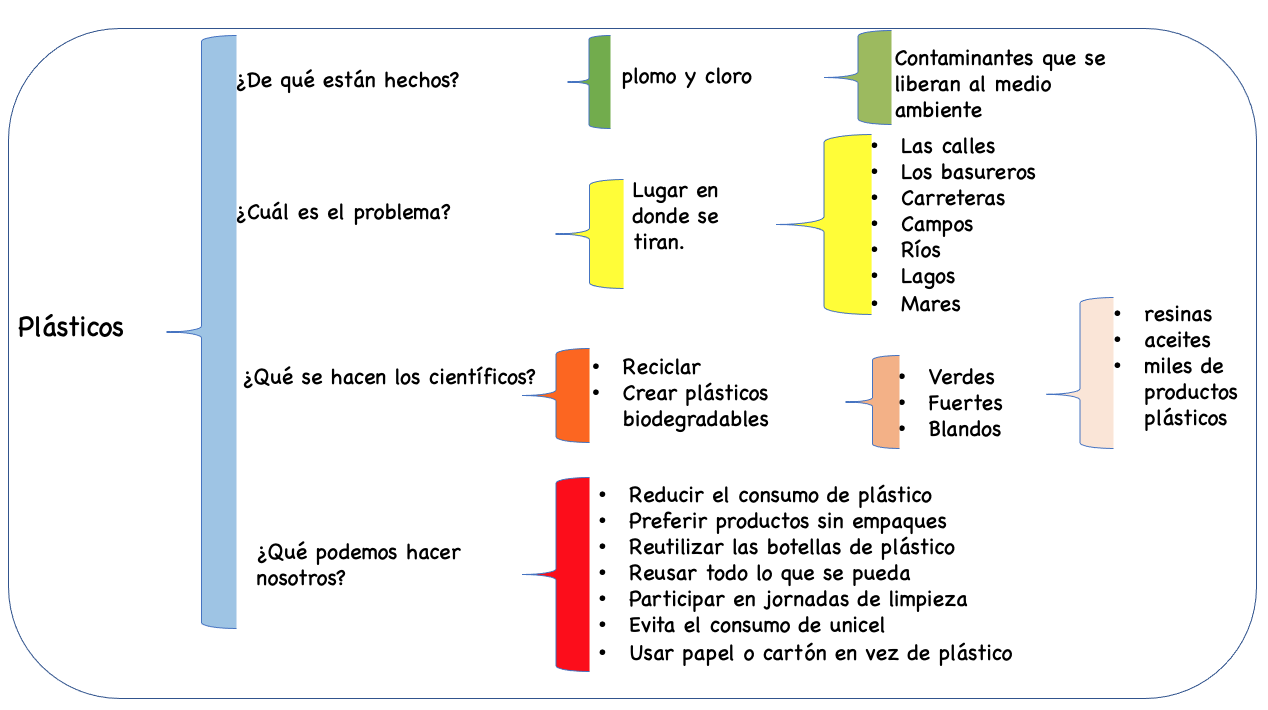 Plásticos
¿De qué están hechos?
plomo y cloro
Contaminantes que se
liberan al medio
ambiente
¿Cuál es el problema?
Lugar en
donde se
tiran.
• Las calles
• Los basureros
• Carreteras
• Campos
• Ríos
• Lagos
• Mares
¿Qué se hacen los científicos?
• Reciclar
• Crear plásticos
biodegradables
• Verdes
• Fuertes
• Blandos
• resinas
• aceites
• miles de
productos
plásticos
¿Qué podemos hacer
nosotros?
• Reducir el consumo de plástico
• Preferir productos sin empaques
• Reutilizar las botellas de plástico
• Reusar todo lo que se pueda
• Participar en jornadas de limpieza
• Evita el consumo de unicel
• Usar papel o cartón en vez de plástico